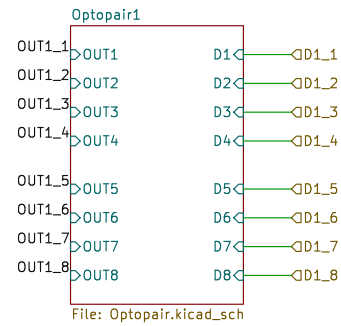 Optopair1
OUT1_1 OUT1 D1 D1_1
OUT1_2 OUT2 D2 D1_2
OUT1_3 OUT3 D3 D1_3
OUT1_4 OUT4 D4 D1_4
OUT1_5 OUT5 D5 D1_5
OUT1_6 OUT6 D6 D1_6
OUT1_7 OUT7 D7 D1_7
OUT1_8 OUT8 D8 D1_8
File: Optopair.kicad_sch